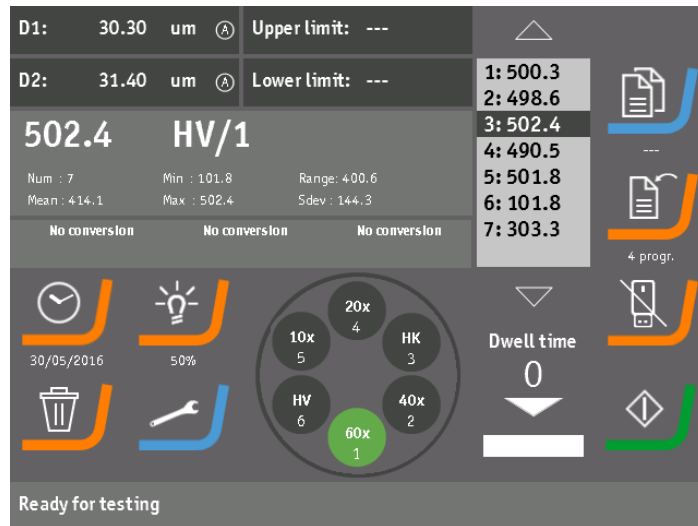 D1: 30.30 um A Upper limit: ---
D2: 31.40 um A Lower limit: ---
502.4 HV/1
Num : 7 Min : 101.8 Range: 400.6
Mean : 414.1 Max : 502.4 Sdev : 144.3
No conversion No conversion No conversion
1: 500.3
2: 498.6
3: 502.4
4: 490.5
5: 501.8
6: 101.8
7: 303.3
---
4 progr.
30/05/2016
50%
20x
4
10x
5
HK
3
HV
6
40x
2
60x
1
Dwell time
0
Ready for testing